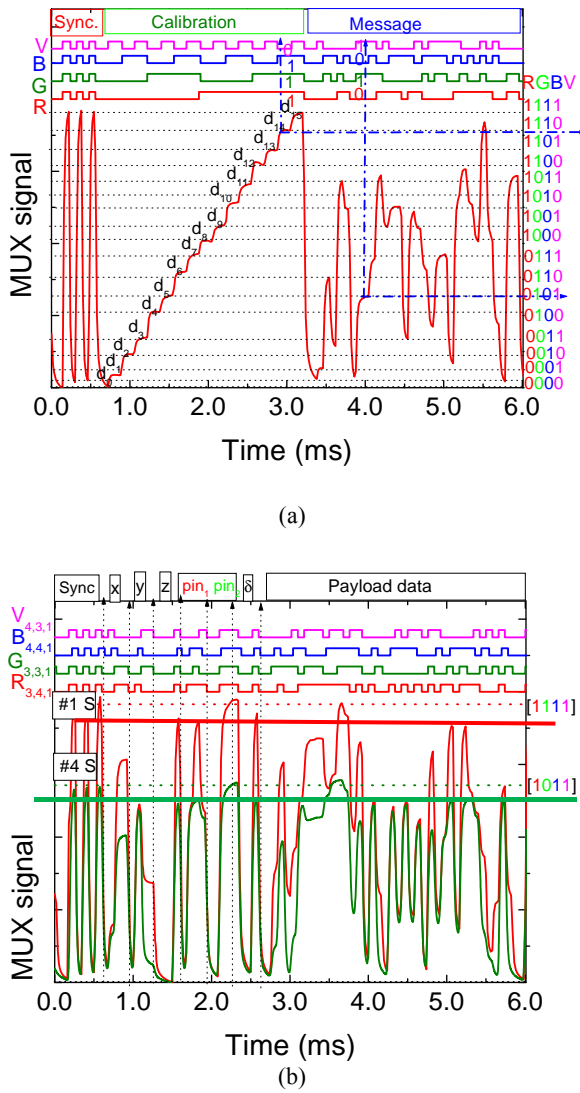 Sync. Calibration Message
V 0 1
B 1 0
G 1 1 RGBV
R 1 0
1111
1110
1101
1100
1011
1010
1001
1000
0111
0110
0101
0100
0011
0010
0001
0000
d1 d2 d3 d4 d5 d6 d7 d8 d9 d10 d11 d12 d13 d14 d15
MUX signal
0.0 1.0 2.0 3.0 4.0 5.0 6.0
Time (ms)
(a)
Sync x y z pin1 pin2 δ Payload data
V4,3,1
B4,4,1
G3,3,1
R3,4,1
#1 S [1111]
#4 S [1011]
MUX signal
0.0 1.0 2.0 3.0 4.0 5.0 6.0
Time (ms)
(b)